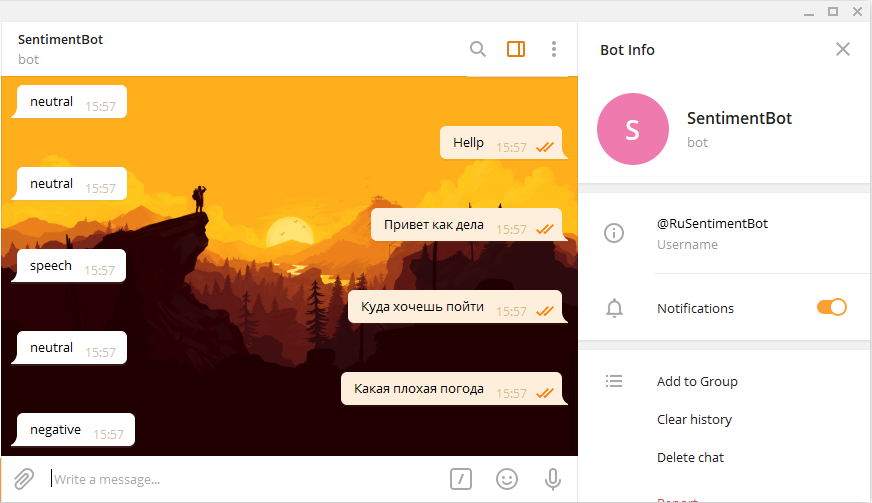 SentimentBot
bot
neutral 15:57
Hellp 15:57
neutral 15:57
Привет как дела 15:57
speech 15:57
Куда хочешь пойти 15:57
neutral 15:57
Какая плохая погода 15:57
negative 15:57
Write a message...
Bot Info
S
SentimentBot
bot
@RuSentimentBot
Username
Notifications
Add to Group
Clear history
Delete chat